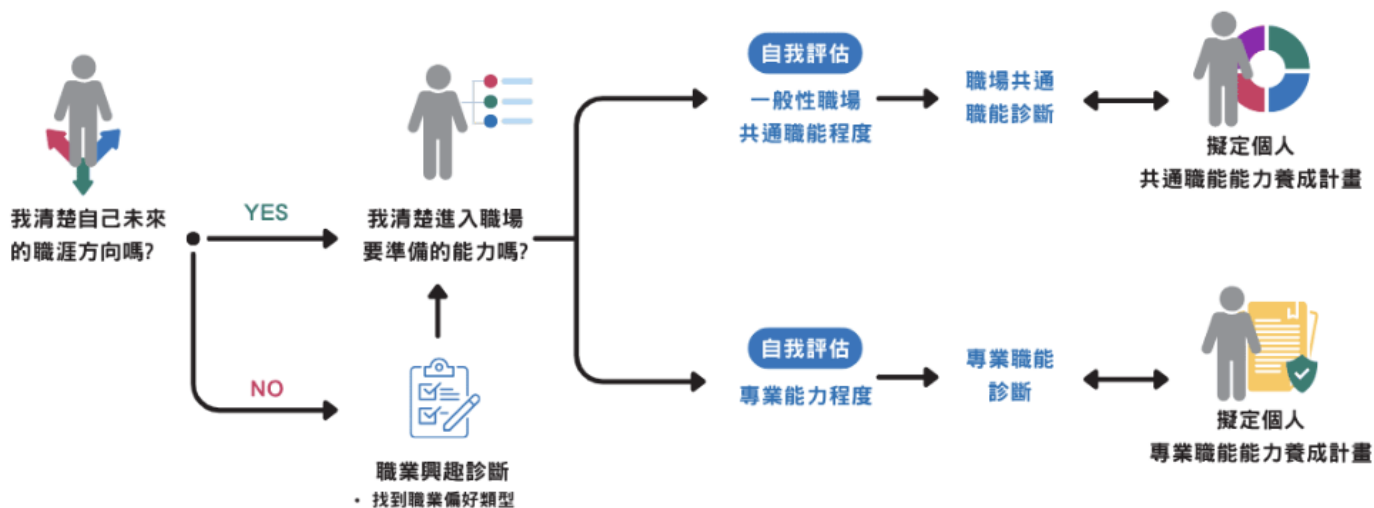 我清楚自己未來
的職涯方向嗎?
YES
NO
我清楚進入職場
要準備的能力嗎?
職業興趣診斷
• 找到職業偏好類型
自我評估
一般性職場
共通職能程度
職場共通
職能診斷
擬定個人
共通職能能力養成計畫
自我評估
專業能力程度
專業職能
診斷
擬定個人
專業職能能力養成計畫